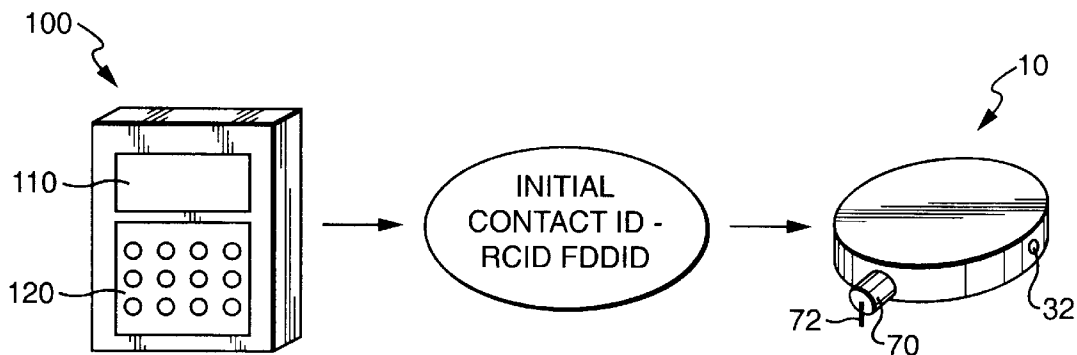 100
10
110
120
INITIAL
CONTACT ID -
RCID FDDID
32
72
70